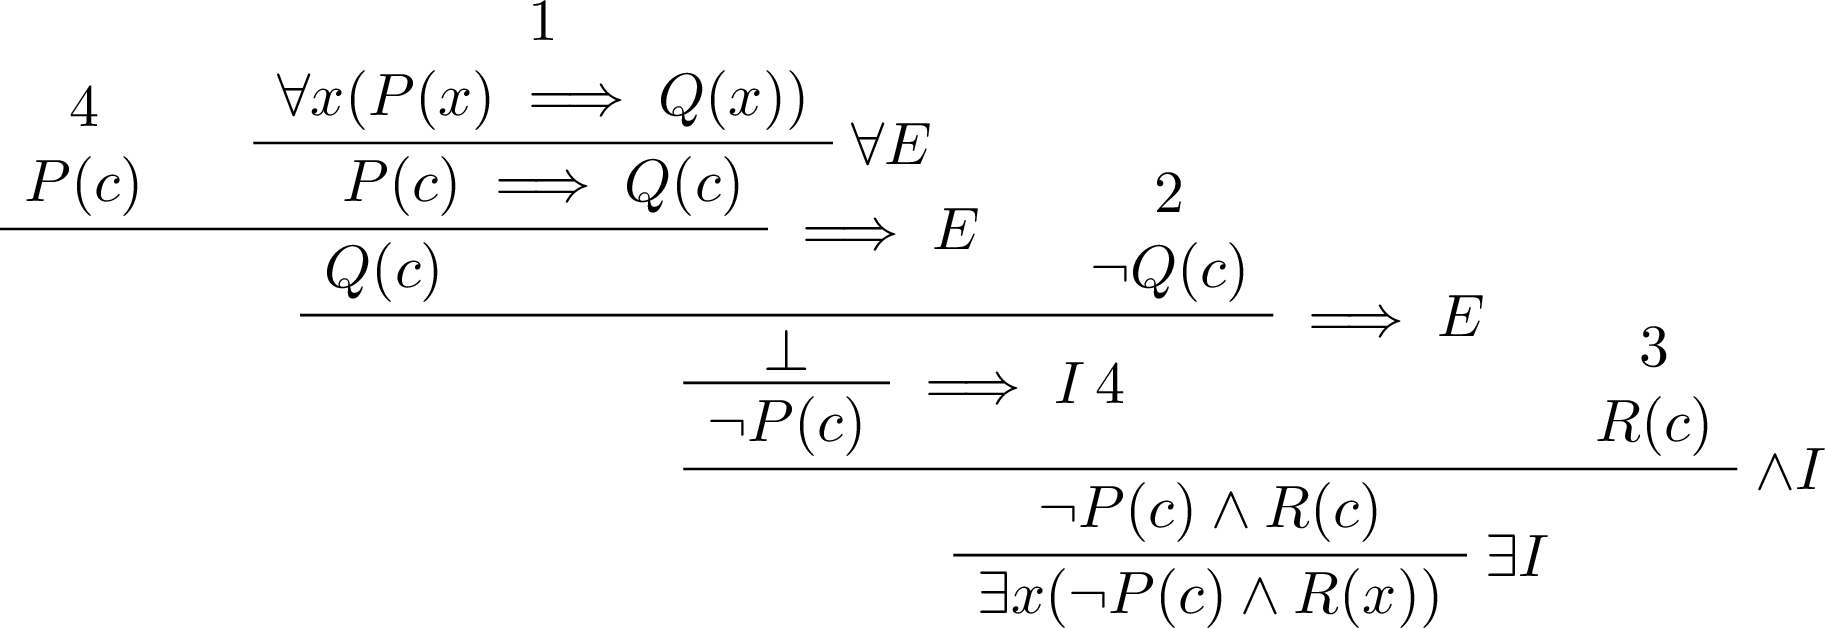 1
4 ∀x(P(x) ⟹ Q(x))
∀E
P(c) P(c) ⟹ Q(c) 2
⟹ E
Q(c) ¬Q(c)
⟹ E
⊥ 3
⟹ I 4
¬P(c) R(c)
∧I
¬P(c) ∧ R(c)
∃I
∃x(¬P(c) ∧ R(x))